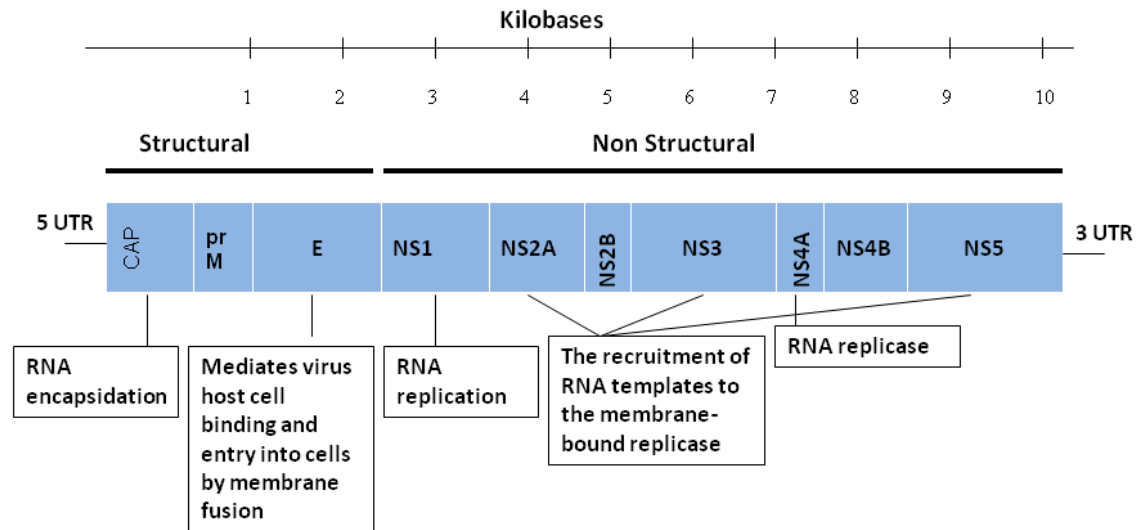 Kilobases
1 2 3 4 5 6 7 8 9 10
Structural Non Structural
5 UTR
CAP
pr
M
E
NS1
NS2A
NS2B
NS3
NS4A
NS4B
NS5
3 UTR
RNA
encapsidation
Mediates virus
host cell
binding and
entry into cells
by membrane
fusion
RNA
replication
The recruitment of
RNA templates to
the membrane-
bound replicase
RNA replicase